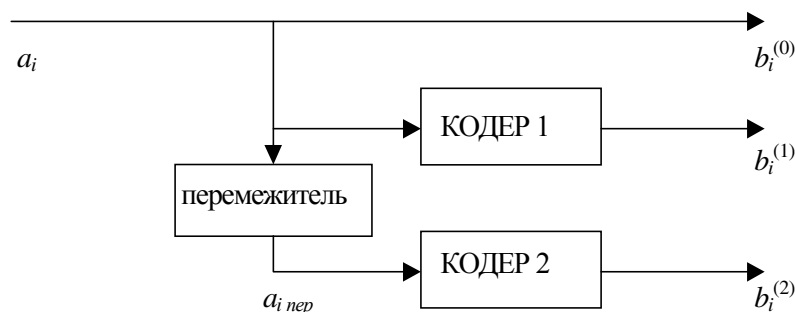 a_i
b_i^(0)
КОДЕР 1
b_i^(1)
перемежитель
КОДЕР 2
a_i пер
b_i^(2)